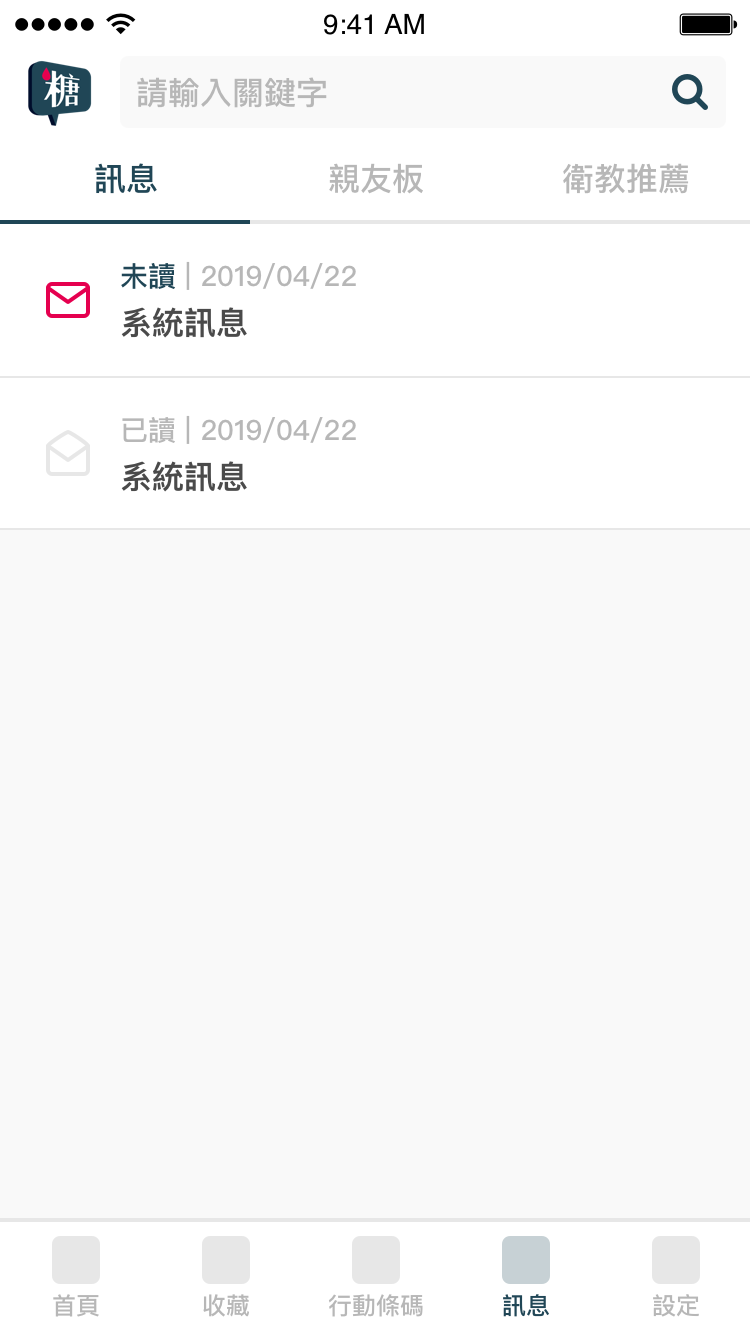 9:41 AM
糖
請輸入關鍵字
訊息
親友板
衛教推薦
未讀 | 2019/04/22
系統訊息
已讀 | 2019/04/22
系統訊息
首頁
收藏
行動條碼
訊息
設定